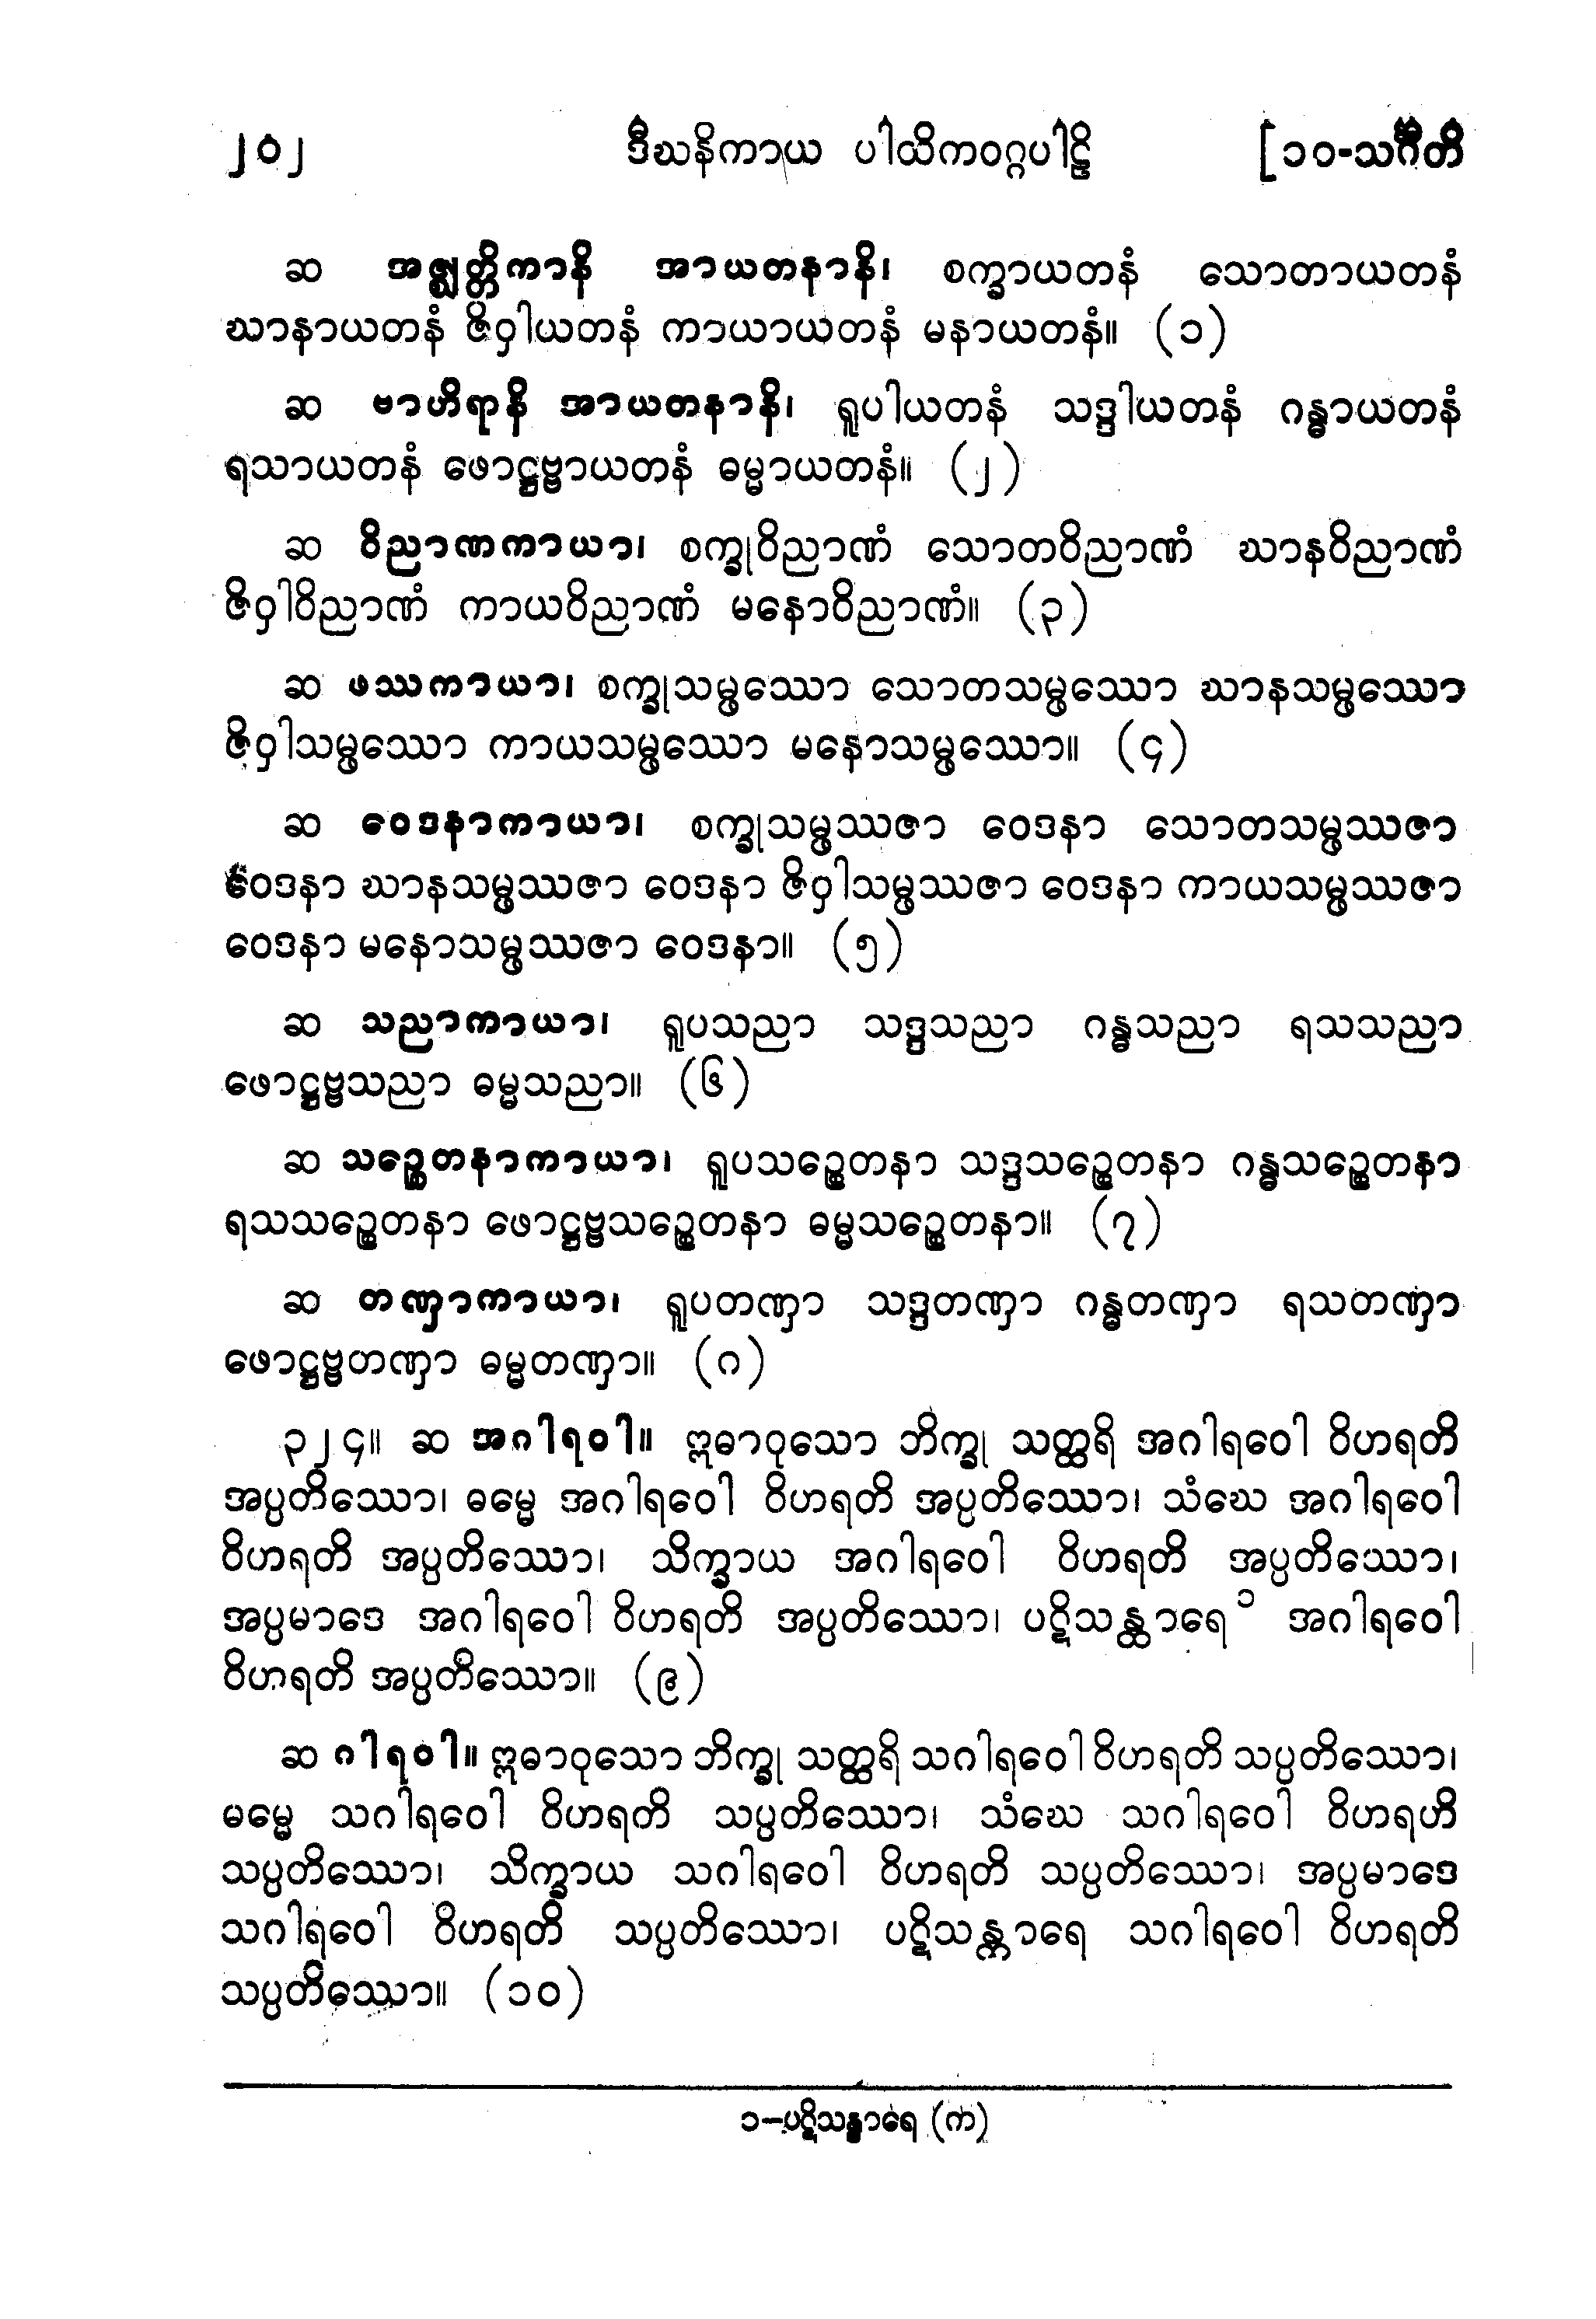 ၂၀၂ ဒီဃနိကာယ ပါထိကဝဂ္ဂပါဠိ [၁၀-သင်္ဂီတိ
ဆ အဇ္ဈတ္တိကာနိ အာယတနာနိ၊ စက္ခာယတနံ သောတာယတနံ
ဃာနာယတနံ ဇိဝှါယတနံ ကာယာယတနံ မနာယတနံ။ (၁)
ဆ ဗာဟိရာနိ အာယတနာနိ၊ ရူပါယတနံ သဒ္ဒါယတနံ ဂန္ဓာယတနံ
ရသာယတနံ ဖောဋ္ဌဗ္ဗာယတနံ ဓမ္မာယတနံ။ (၂)
ဆ ဝိညာဏကာယာ၊ စက္ခုဝိညာဏံ သောတဝိညာဏံ ဃာနဝိညာဏံ
ဇိဝှါဝိညာဏံ ကာယဝိညာဏံ မနောဝိညာဏံ။ (၃)
ဆ ဖဿကာယာ၊ စက္ခုသမ္ဖဿော သောတသမ္ဖဿော ဃာနသမ္ဖဿော
ဇိဝှါသမ္ဖဿော ကာယသမ္ဖဿော မနောသမ္ဖဿော။ (၄)
ဆ ဝေဒနာကာယာ၊ စက္ခုသမ္ဖဿဇာ ဝေဒနာ သောတသမ္ဖဿဇာ
ဝေဒနာ ဃာနသမ္ဖဿဇာ ဝေဒနာ ဇိဝှါသမ္ဖဿဇာ ဝေဒနာ ကာယသမ္ဖဿဇာ
ဝေဒနာ မနောသမ္ဖဿဇာ ဝေဒနာ။ (၅)
ဆ သညာကာယာ၊ ရူပသညာ သဒ္ဒသညာ ဂန္ဓသညာ ရသသညာ
ဖောဋ္ဌဗ္ဗသညာ ဓမ္မသညာ။ (၆)
ဆ သဉ္စေတနာကာယာ၊ ရူပသဉ္စေတနာ သဒ္ဒသဉ္စေတနာ ဂန္ဓသဉ္စေတနာ
ရသသဉ္စေတနာ ဖောဋ္ဌဗ္ဗသဉ္စေတနာ ဓမ္မသဉ္စေတနာ။ (၇)
ဆ တဏှာကာယာ၊ ရူပတဏှာ သဒ္ဒတဏှာ ဂန္ဓတဏှာ ရသတဏှာ
ဖောဋ္ဌဗ္ဗတဏှာ ဓမ္မတဏှာ။ (၈)
၃၂၄။ ဆ အဂါရဝါ။ ဣဓာဝုသော ဘိက္ခု သတ္ထရိ အဂါရဝေါ ဝိဟရတိ
အပ္ပတိဿော၊ ဓမ္မေ အဂါရဝေါ ဝိဟရတိ အပ္ပတိဿော၊ သံဃေ အဂါရဝေါ
ဝိဟရတိ အပ္ပတိဿော၊ သိက္ခာယ အဂါရဝေါ ဝိဟရတိ အပ္ပတိဿော၊
အပ္ပမာဒေ အဂါရဝေါ ဝိဟရတိ အပ္ပတိဿော၊ ပဋိသန္ထာရေ၁ အဂါရဝေါ
ဝိဟရတိ အပ္ပတိဿော။ (၉)
ဆ ဂါရဝါ။ ဣဓာဝုသော ဘိက္ခု သတ္ထရိ သဂါရဝေါ ဝိဟရတိ သပ္ပတိဿော၊
ဓမ္မေ သဂါရဝေါ ဝိဟရတိ သပ္ပတိဿော၊ သံဃေ သဂါရဝေါ ဝိဟရတိ
သပ္ပတိဿော၊ သိက္ခာယ သဂါရဝေါ ဝိဟရတိ သပ္ပတိဿော၊ အပ္ပမာဒေ
သဂါရဝေါ ဝိဟရတိ သပ္ပတိဿော၊ ပဋိသန္ထာရေ သဂါရဝေါ ဝိဟရတိ
သပ္ပတိဿော။ (၁၀)
၁-ပဋိသန္ဓာရေ (က)